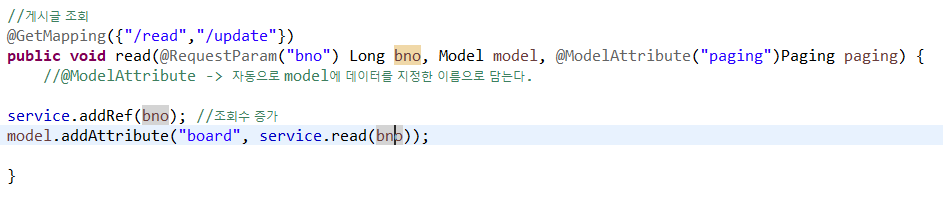 //게시글 조회
@GetMapping({"/read","/update"})
public void read(@RequestParam("bno") Long bno, Model model, @ModelAttribute("paging")Paging paging) {
//@ModelAttribute -> 자동으로 model에 데이터를 지정한 이름으로 담는다.
service.addRef(bno); //조회수 증가
model.addAttribute("board", service.read(bno));
}